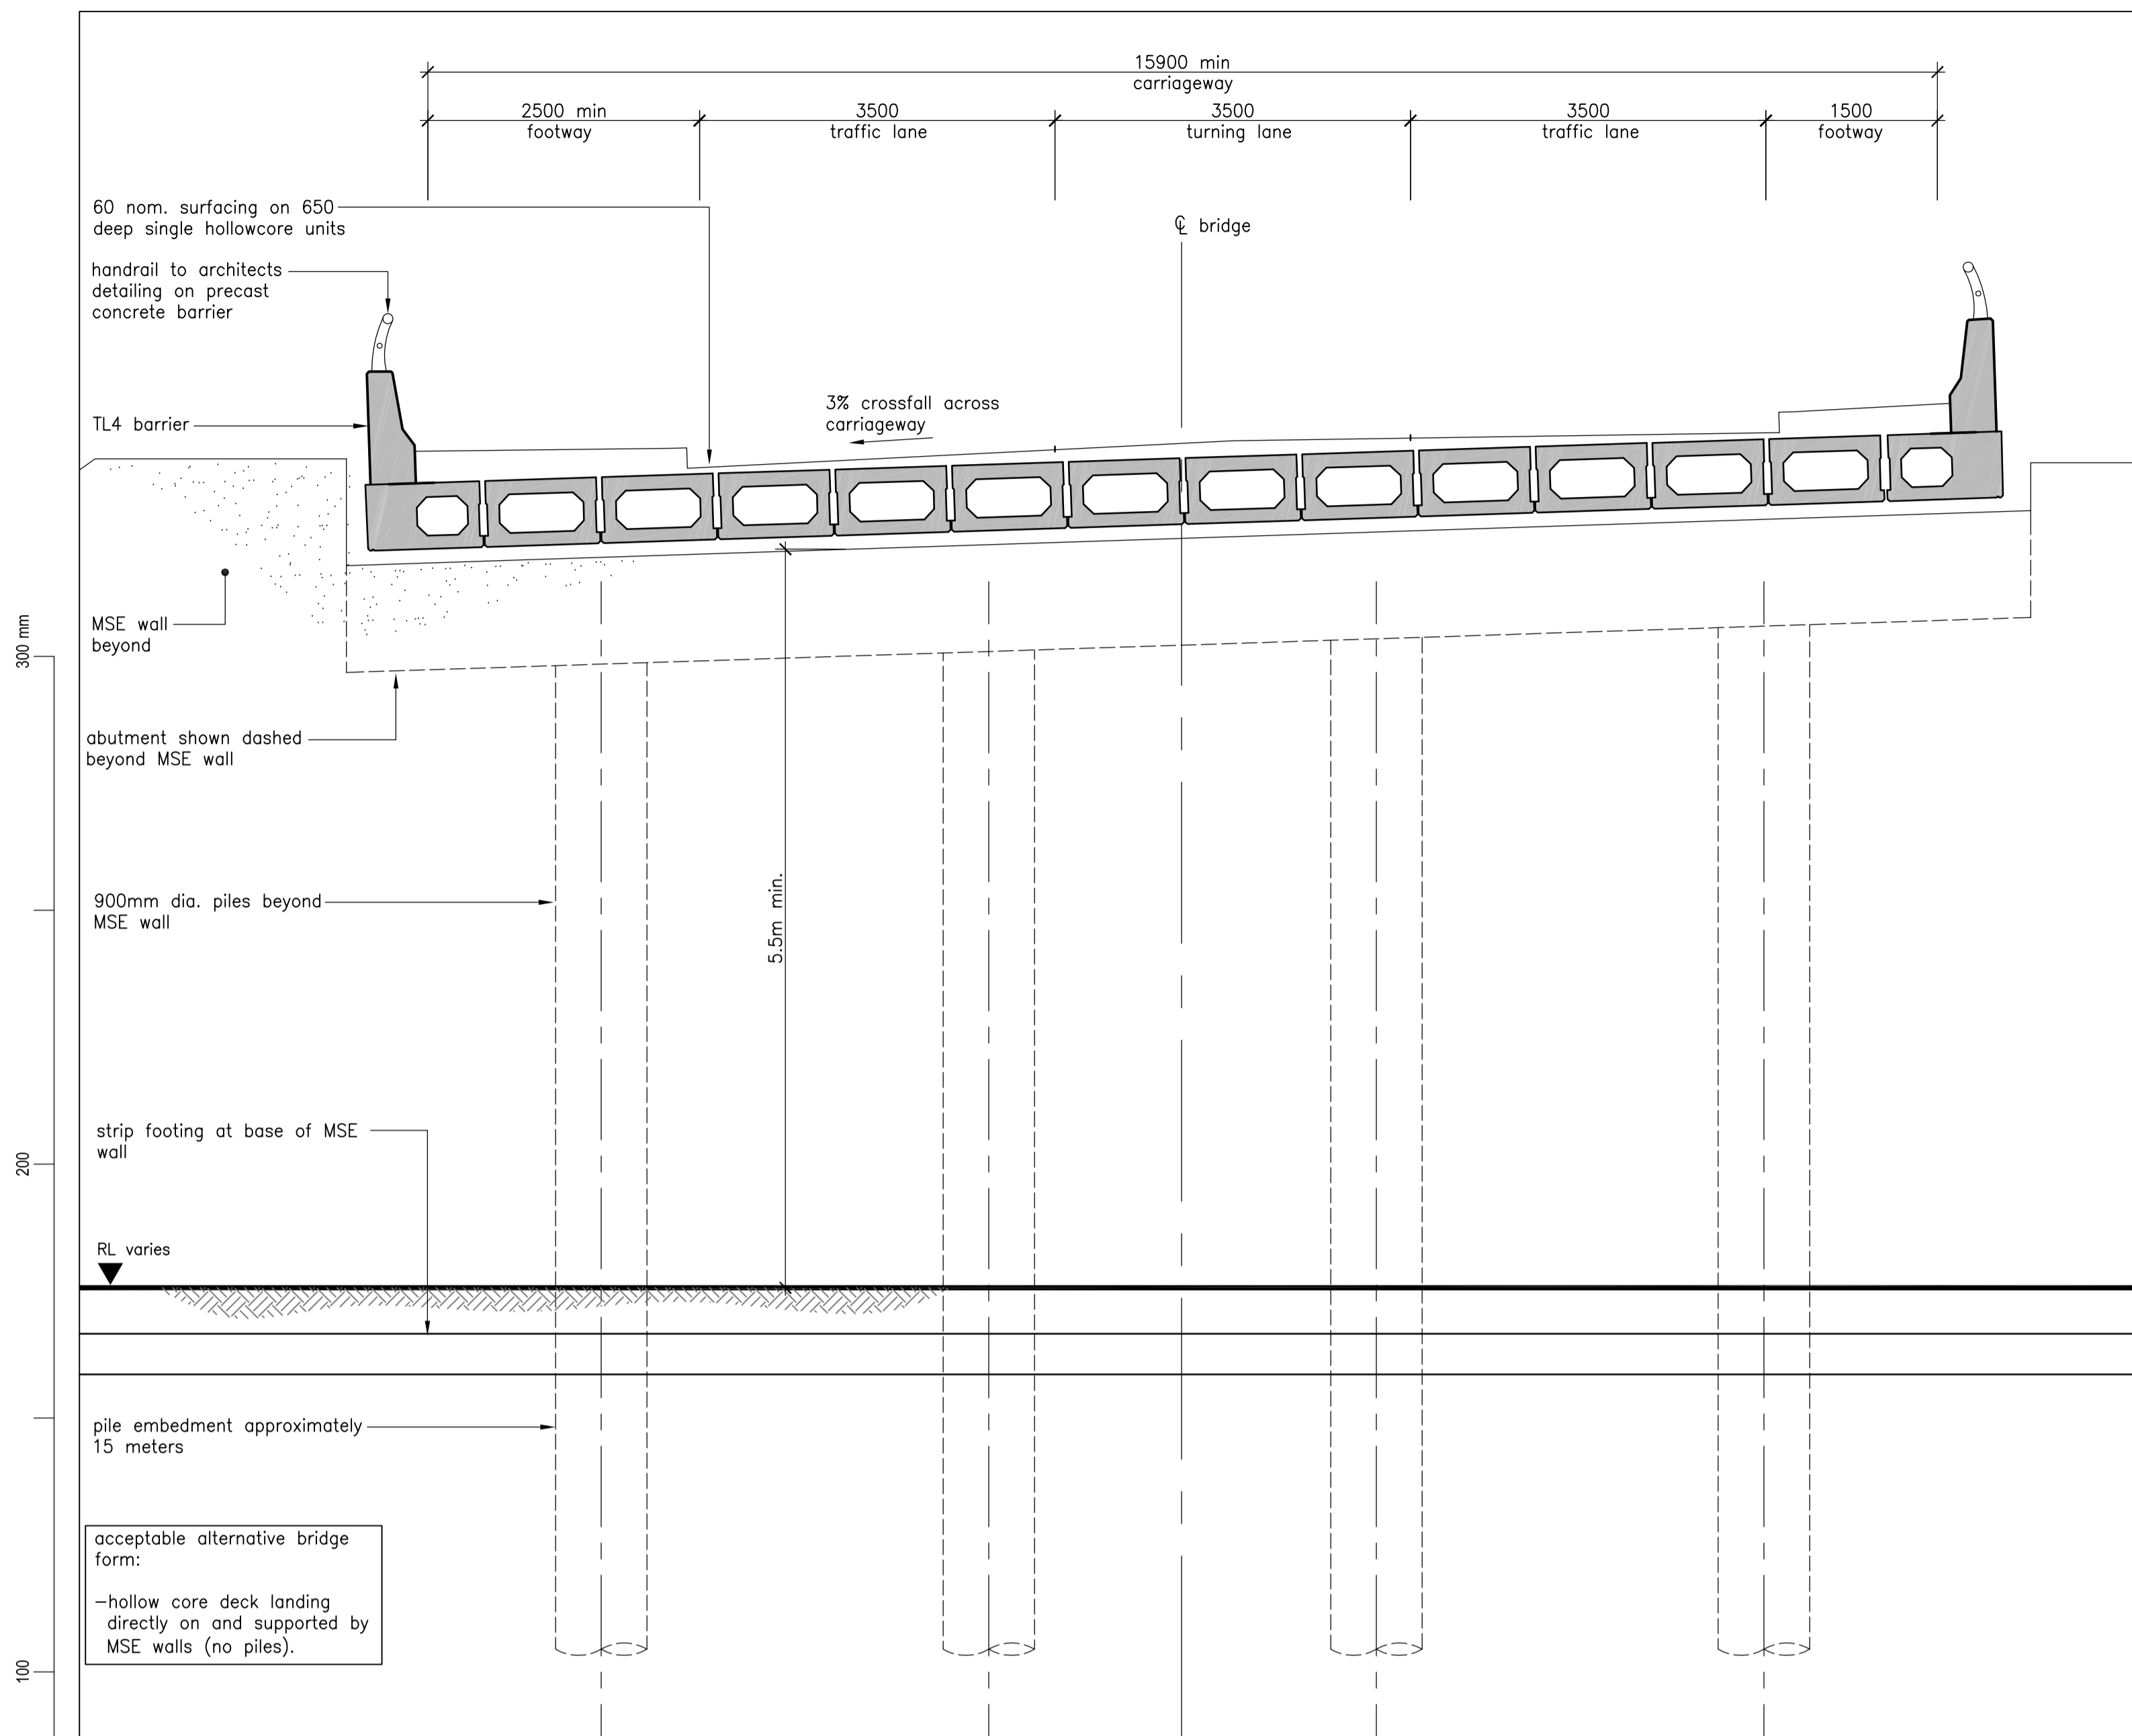 15900 min
carriageway
2500 min
footway
3500
traffic lane
3500
turning lane
3500
traffic lane
1500
footway
60 nom. surfacing on 650
deep single hollowcore units
℄ bridge
handrail to architects
detailing on precast
concrete barrier
3% crossfall across
carriageway
TL4 barrier
MSE wall
beyond
300 mm
abutment shown dashed
beyond MSE wall
900mm dia. piles beyond
MSE wall
5.5m min.
strip footing at base of MSE
wall
200
RL varies
pile embedment approximately
15 meters
acceptable alternative bridge
form:
-hollow core deck landing
directly on and supported by
MSE walls (no piles).
100